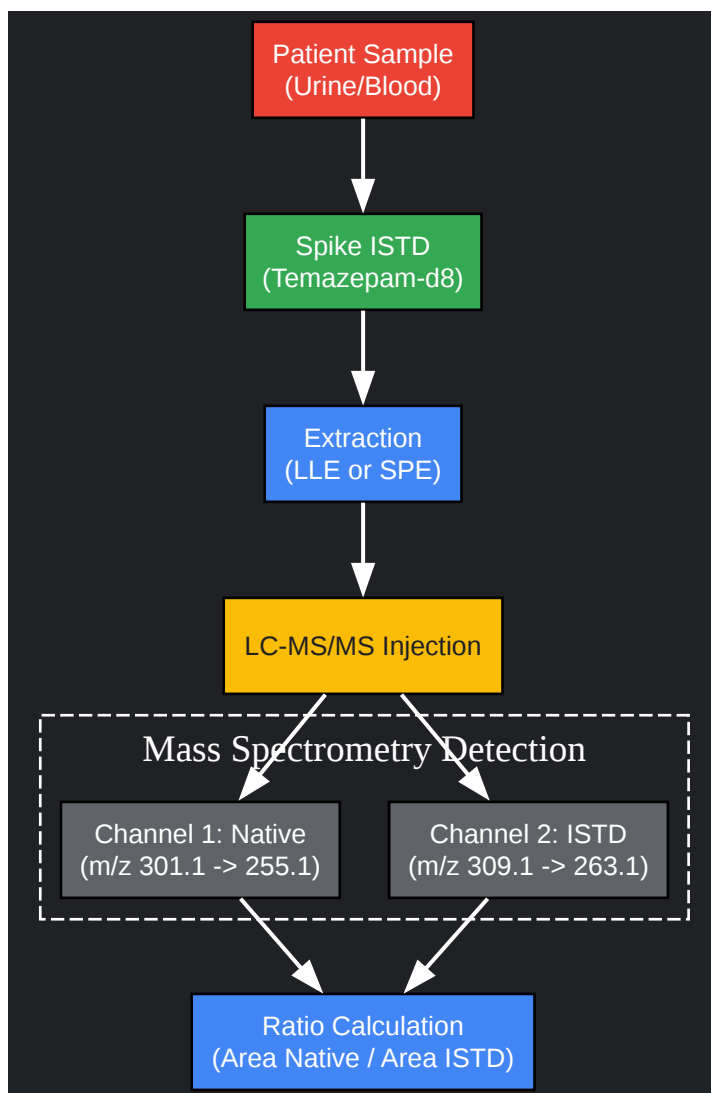 Patient Sample
(Urine/Blood)
Spike ISTD
(Temazepam-d8)
Extraction
(LLE or SPE)
LC-MS/MS Injection
Mass Spectrometry Detection
Channel 1: Native
(m/z 301.1 -> 255.1)
Channel 2: ISTD
(m/z 309.1 -> 263.1)
Ratio Calculation
(Area Native / Area ISTD)